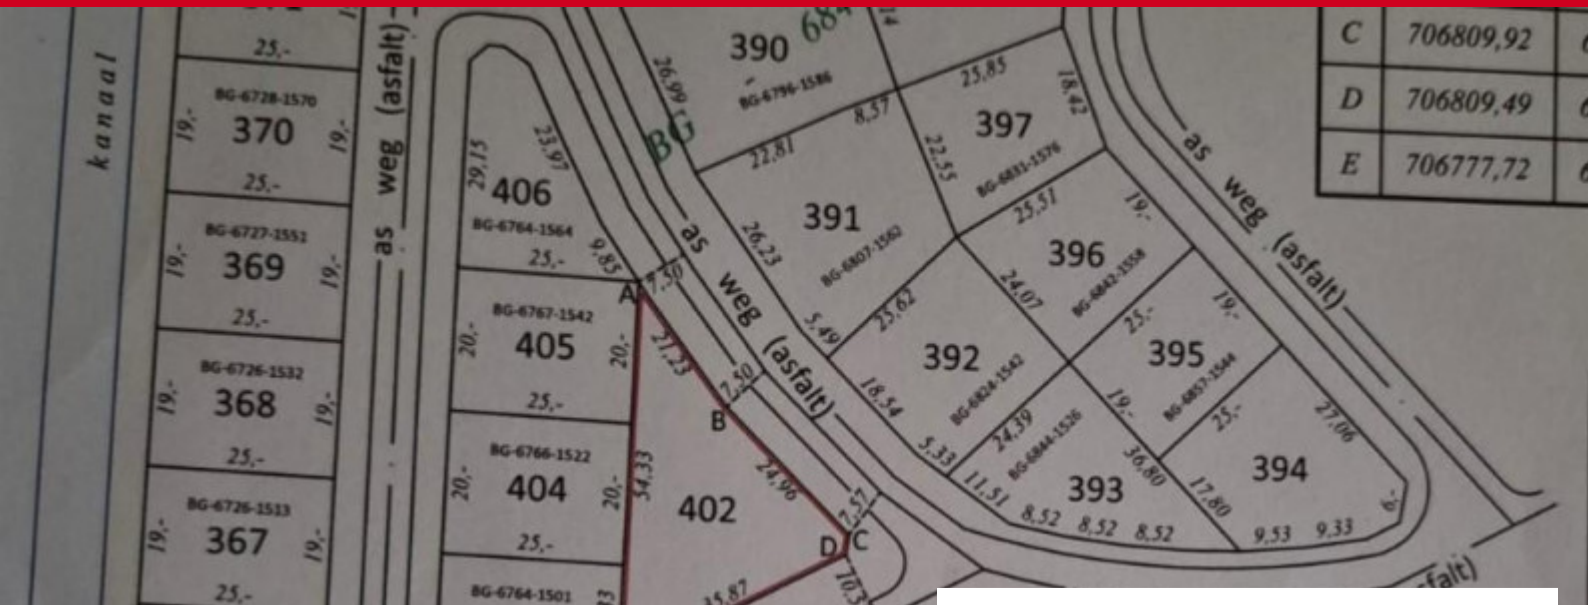 kanaal
25,-
BG-6728-1570
370
19,-
19,-
25,-
BG-6727-1551
369
19,-
19,-
25,-
BG-6726-1532
368
19,-
19,-
25,-
BG-6726-1513
367
19,-
19,-
25,-
as weg (asfalt)
29,15
23,97
406
BG-6764-1564
25,-
9,85
BG-6767-1542
405
20,-
20,-
25,-
BG-6766-1522
404
20,-
20,-
25,-
BG-6764-1501
A
7,50
21,23
7,50
B
54,33
402
24,96
7,57
C
D
as weg (asfalt)
390
BG-6796-1586
26,99
BG
8,57
22,81
391
BG-6807-1562
26,23
5,49
25,62
22,55
25,85
18,42
397
BG-6831-1576
25,51
19,-
396
BG-6842-1558
24,07
25,-
19,-
395
BG-6857-1544
19,-
25,-
392
BG-6824-1542
18,54
5,33
24,39
BG-6844-1526
393
11,51
8,52 8,52 8,52
36,80
17,80
394
27,06
6,-
9,53 9,33
as weg (asfalt)
C 706809,92
D 706809,49
E 706777,72